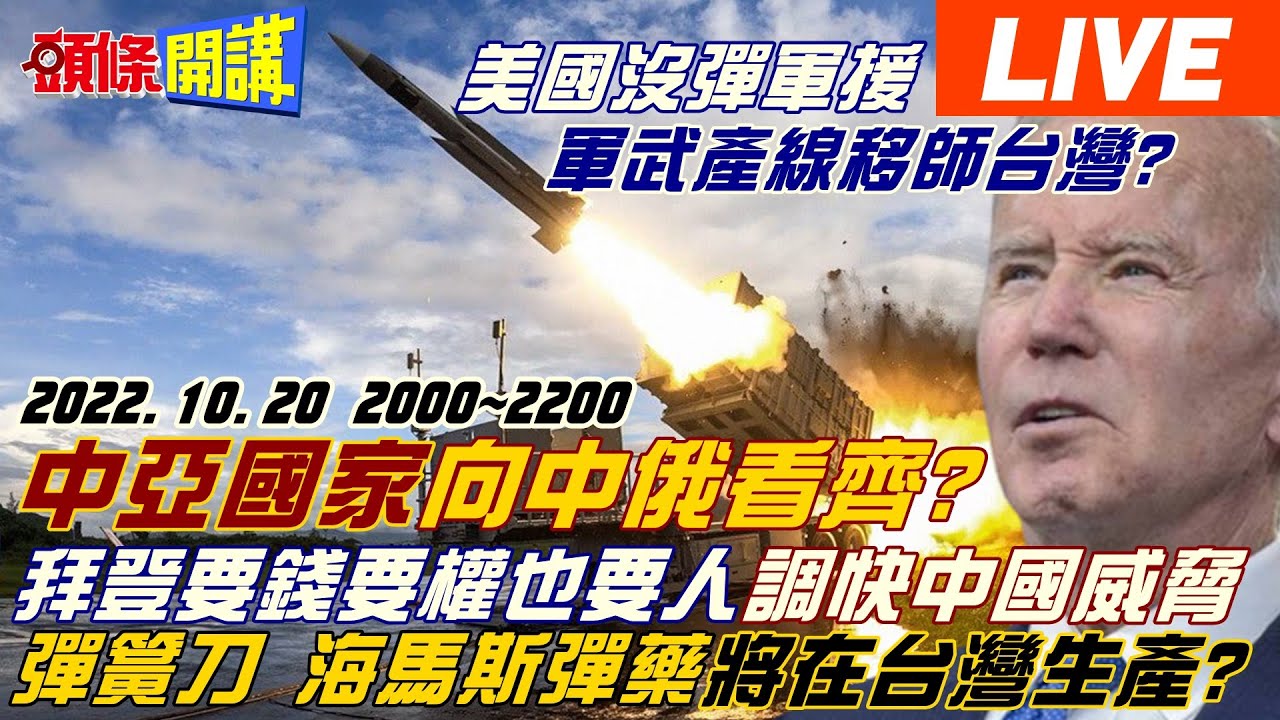 頭條開講
LIVE
美國沒彈軍援
軍武產線移師台灣?
2022.10.20 2000~2200
中亞國家向中俄看齊?
拜登要錢要權也要人調快中國威脅
彈簧刀 海馬斯彈藥將在台灣生產?